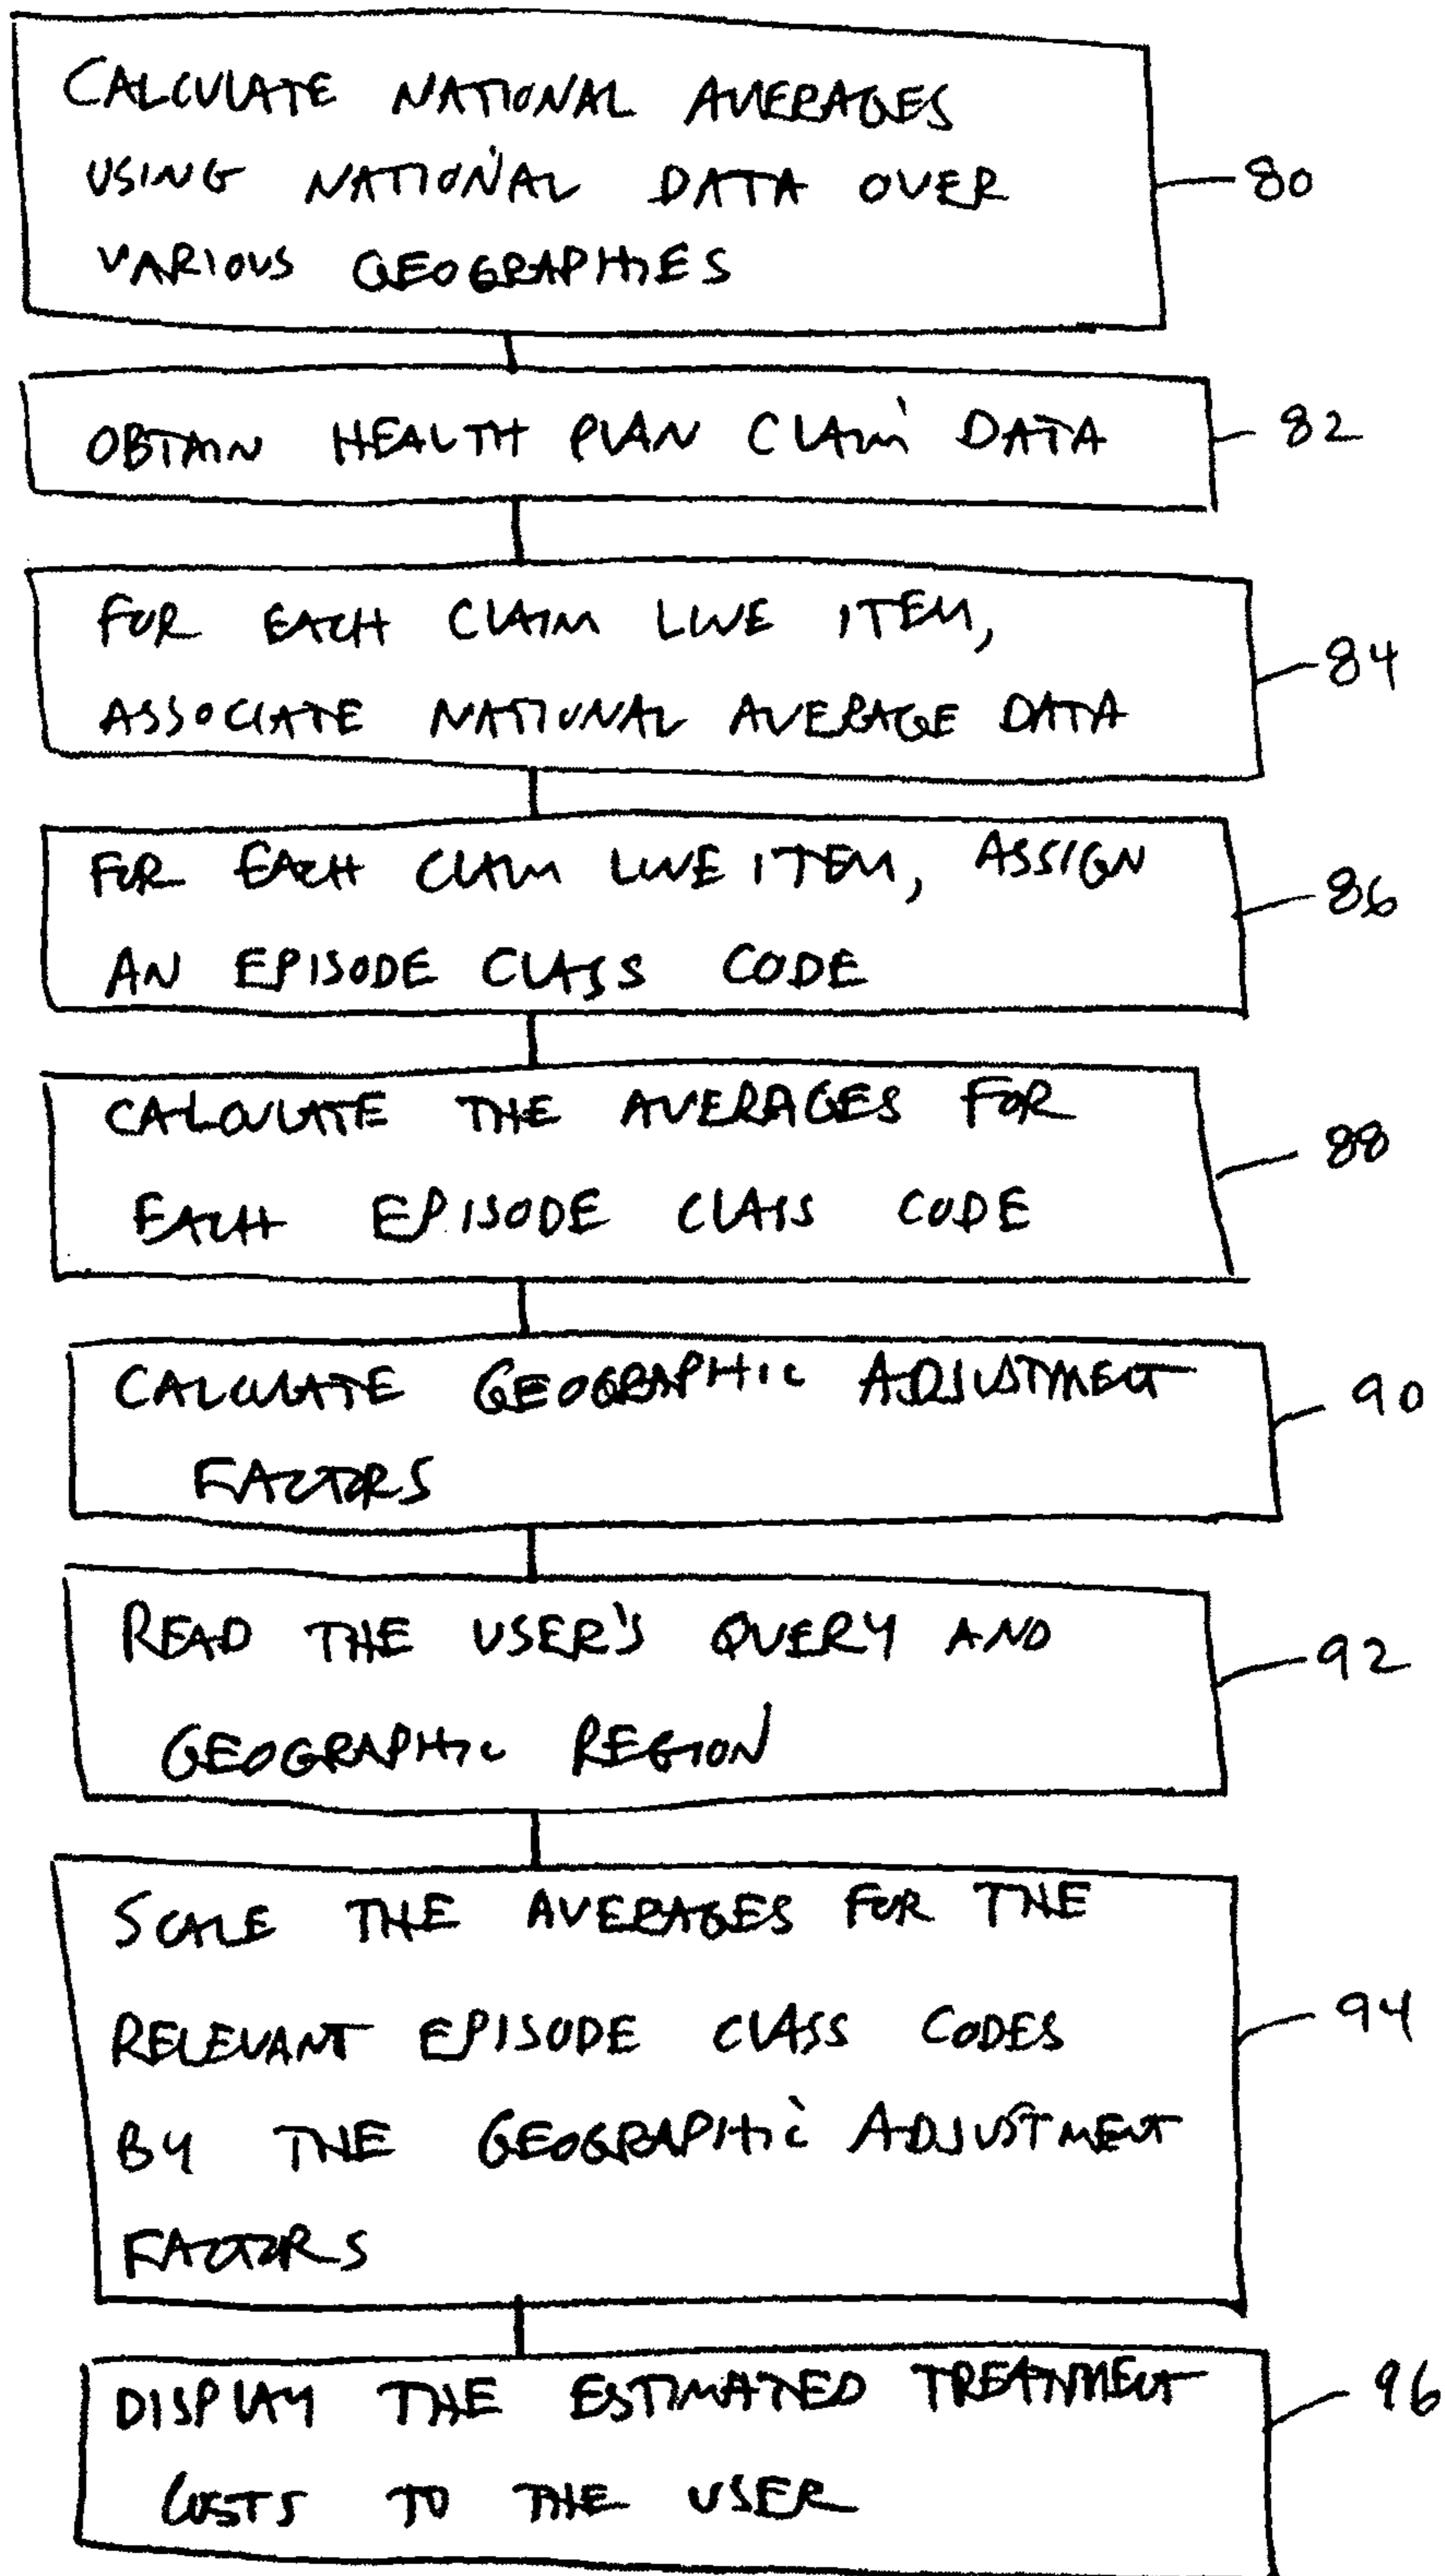 CALCULATE NATIONAL AVERAGES
USING NATIONAL DATA OVER
VARIOUS GEOGRAPHIES
80
OBTAIN HEALTH PLAN CLAIM DATA
82
FOR EACH CLAIM LINE ITEM,
ASSOCIATE NATIONAL AVERAGE DATA
84
FOR EACH CLAIM LINE ITEM, ASSIGN
AN EPISODE CLASS CODE
86
CALCULATE THE AVERAGES FOR
EACH EPISODE CLASS CODE
88
CALCULATE GEOGRAPHIC ADJUSTMENT
FACTORS
90
READ THE USER'S QUERY AND
GEOGRAPHIC REGION
92
SCALE THE AVERAGES FOR THE
RELEVANT EPISODE CLASS CODES
BY THE GEOGRAPHIC ADJUSTMENT
FACTORS
94
DISPLAY THE ESTIMATED TREATMENT
COSTS TO THE USER
96